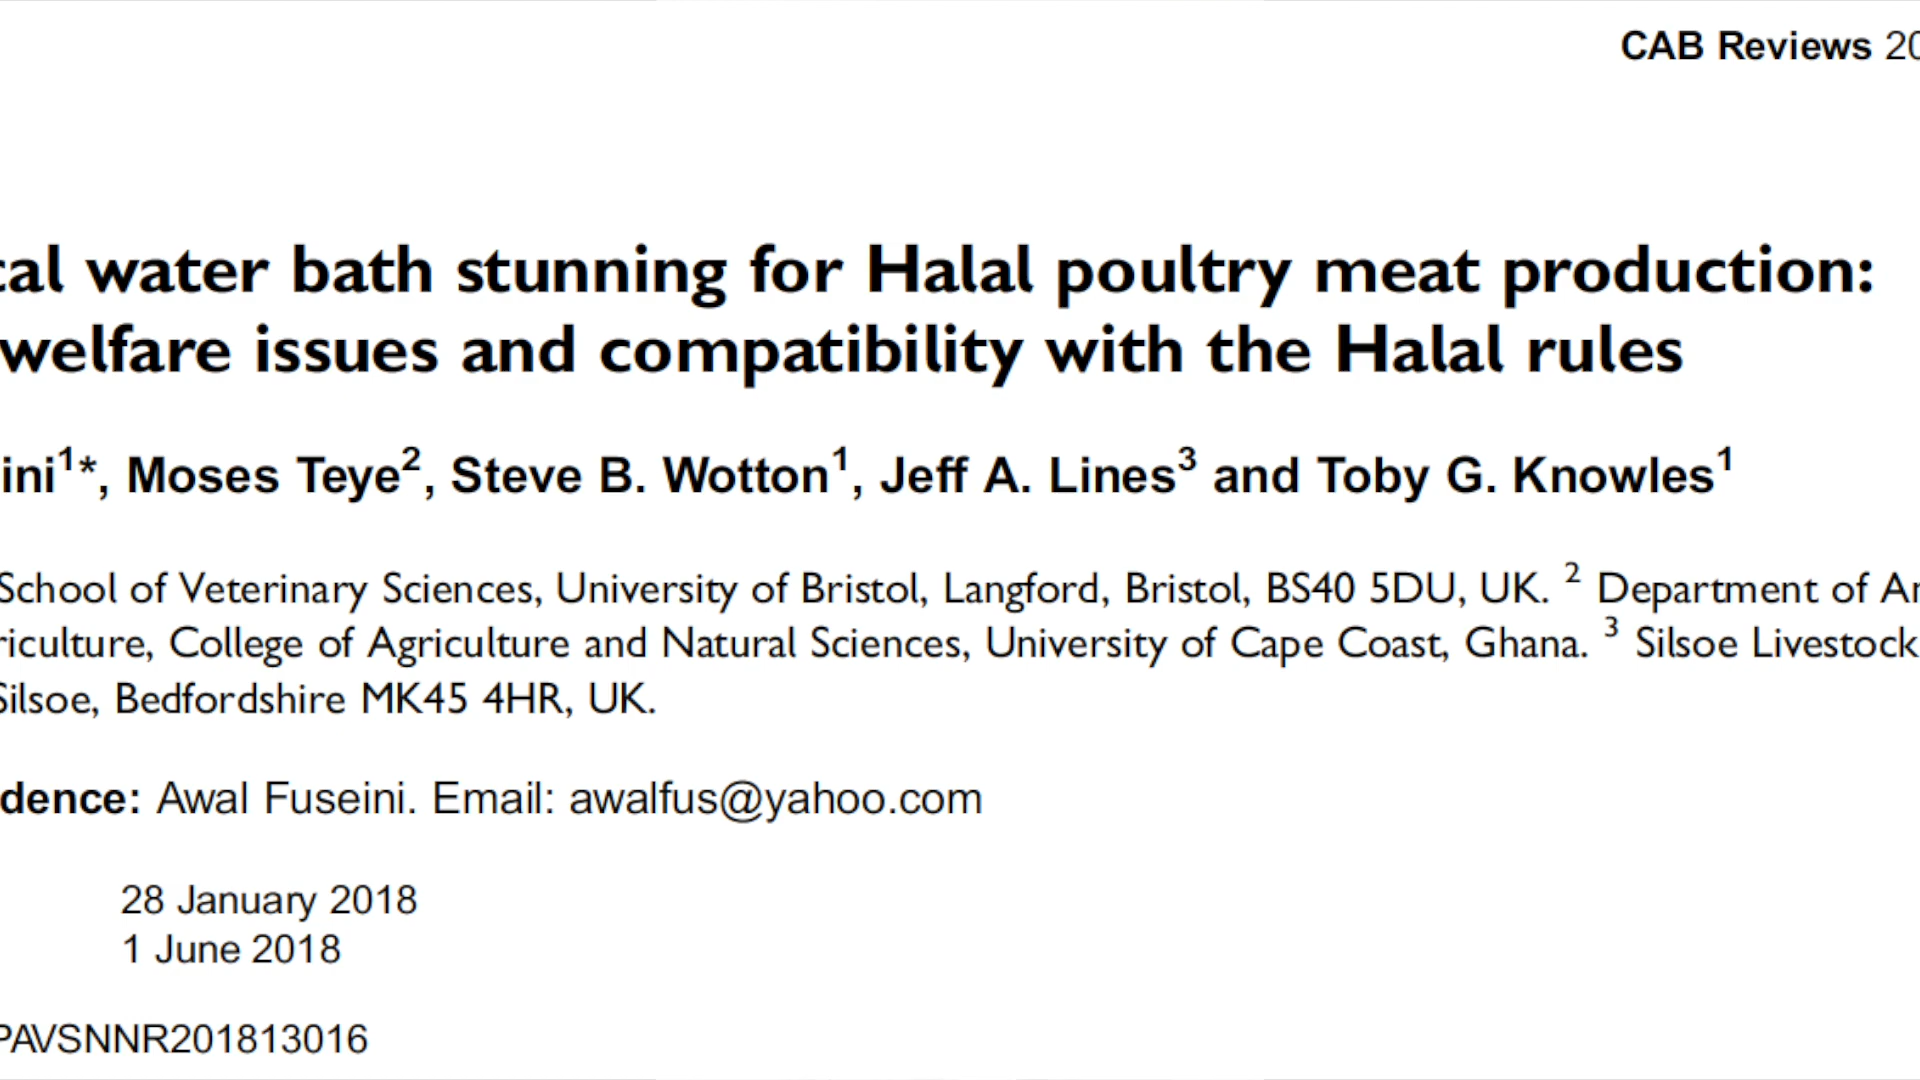 CAB Reviews 20
cal water bath stunning for Halal poultry meat production:
welfare issues and compatibility with the Halal rules
ini1*, Moses Teye2, Steve B. Wotton1, Jeff A. Lines3 and Toby G. Knowles1
School of Veterinary Sciences, University of Bristol, Langford, Bristol, BS40 5DU, UK. 2 Department of An
riculture, College of Agriculture and Natural Sciences, University of Cape Coast, Ghana. 3 Silsoe Livestock
Silsoe, Bedfordshire MK45 4HR, UK.
dence: Awal Fuseini. Email: awalfus@yahoo.com
28 January 2018
1 June 2018
PAVSNNR201813016